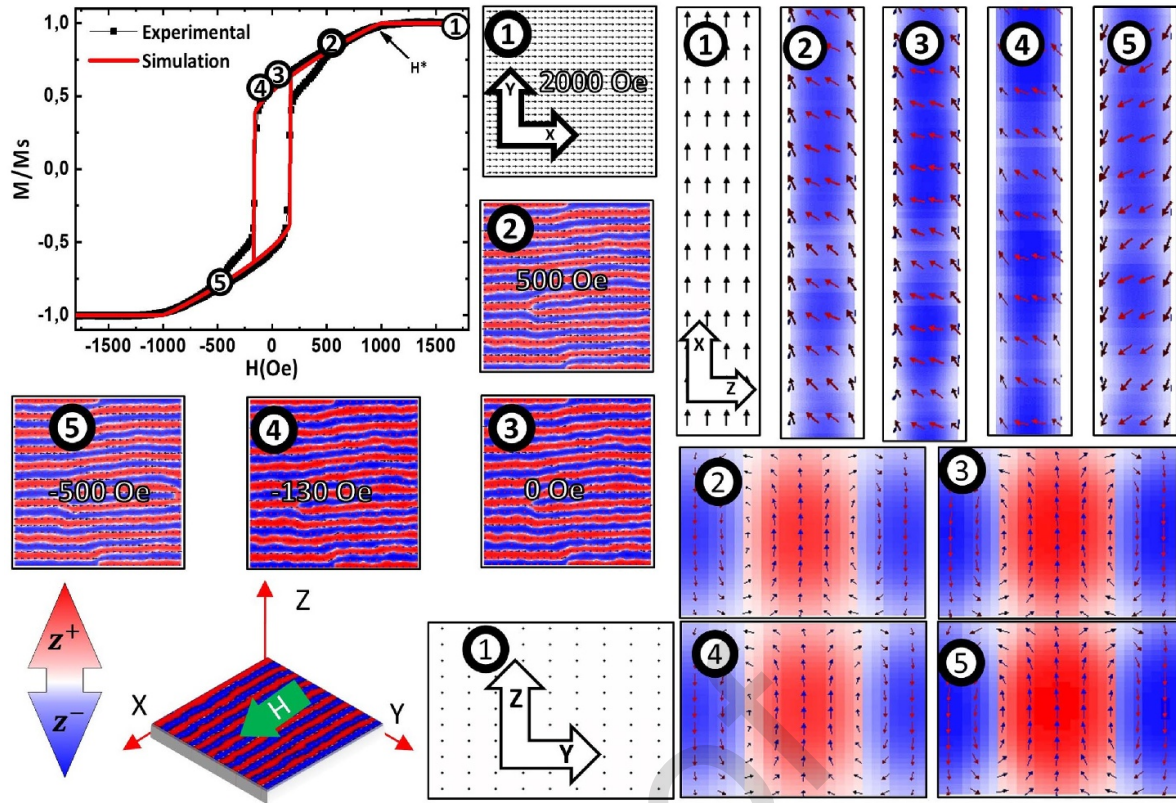 Experimental
Simulation
1
2
3
4
5
H*
1,0
0,5
0,0
-0,5
-1,0
M/Ms
-1500 -1000 -500 0 500 1000 1500
H(Oe)
1
2000 Oe
Y
X
2
500 Oe
5
-500 Oe
4
-130 Oe
3
0 Oe
1
X
Z
2
3
4
5
2
3
4
5
z⁺
z⁻
Z
X
H
Y
1
Z
Y